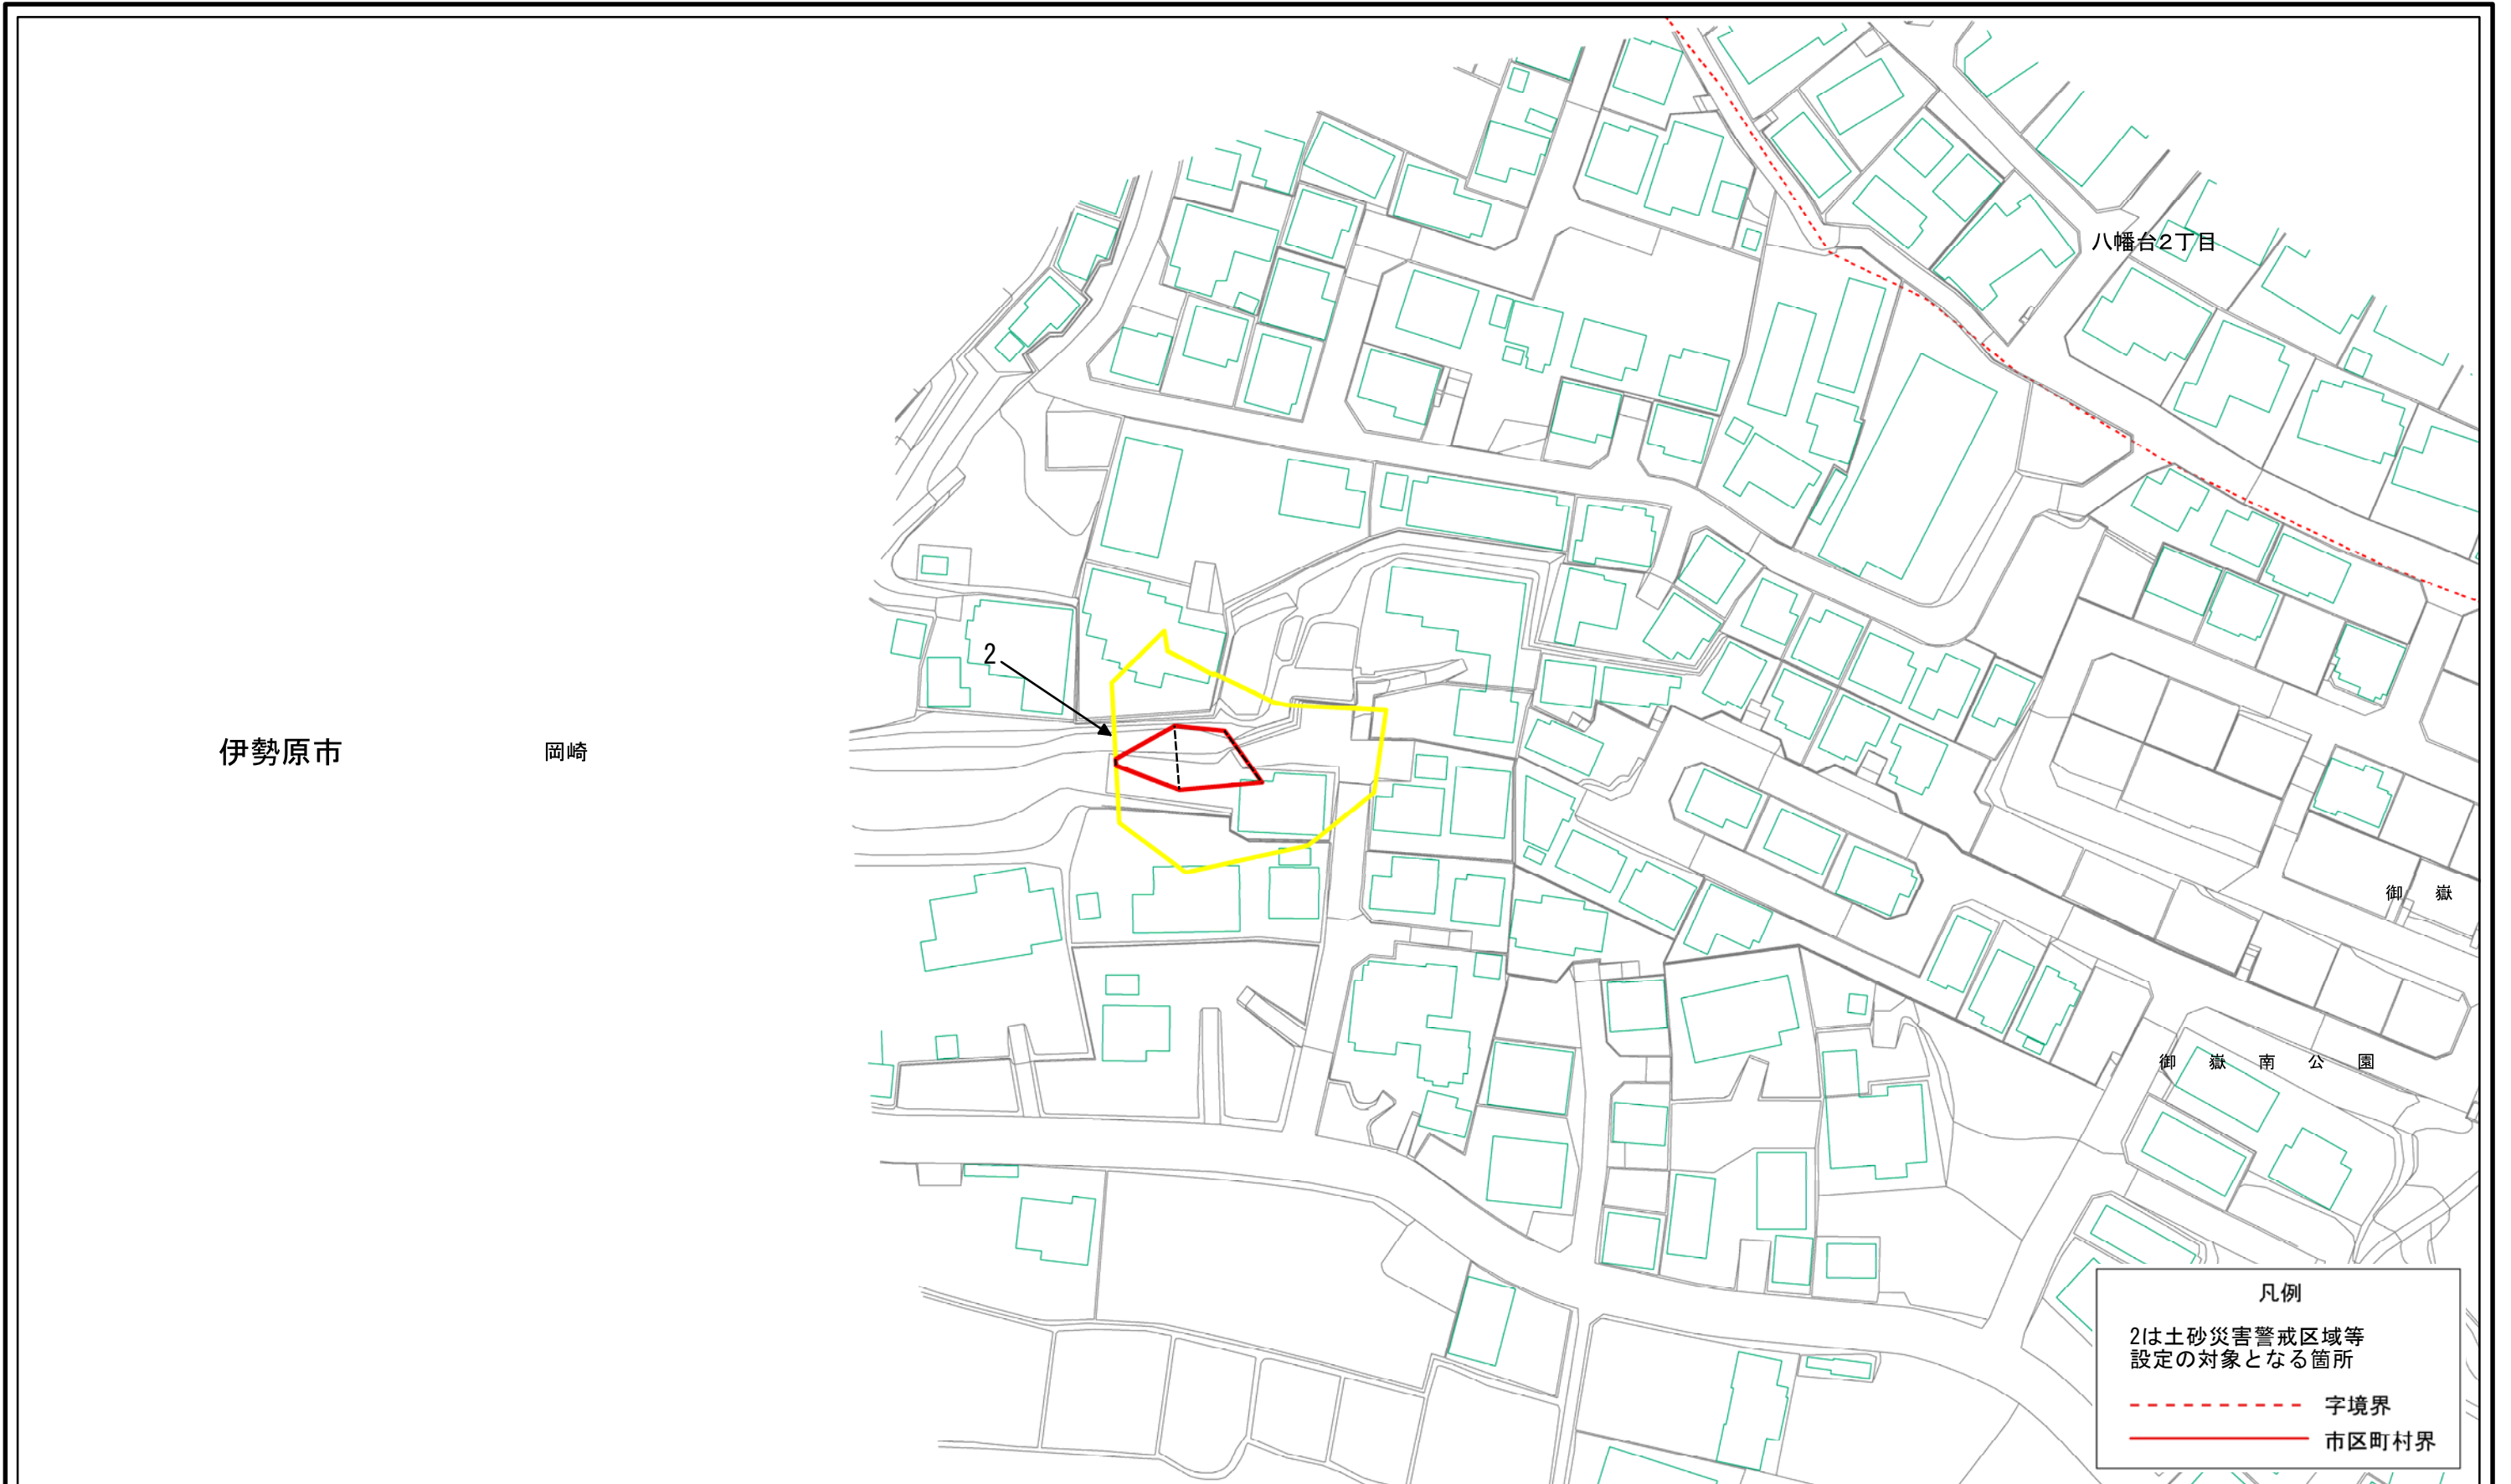 八幡台2丁目
2
伊勢原市
岡崎
御嶽
御嶽南公園
凡例
2は土砂災害警戒区域等
設定の対象となる箇所
字境界
市区町村界